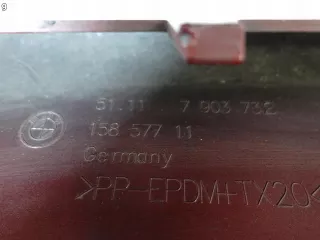 51.11 7 903 732
158 577 11
Germany
>PP-EPDM+TX20<